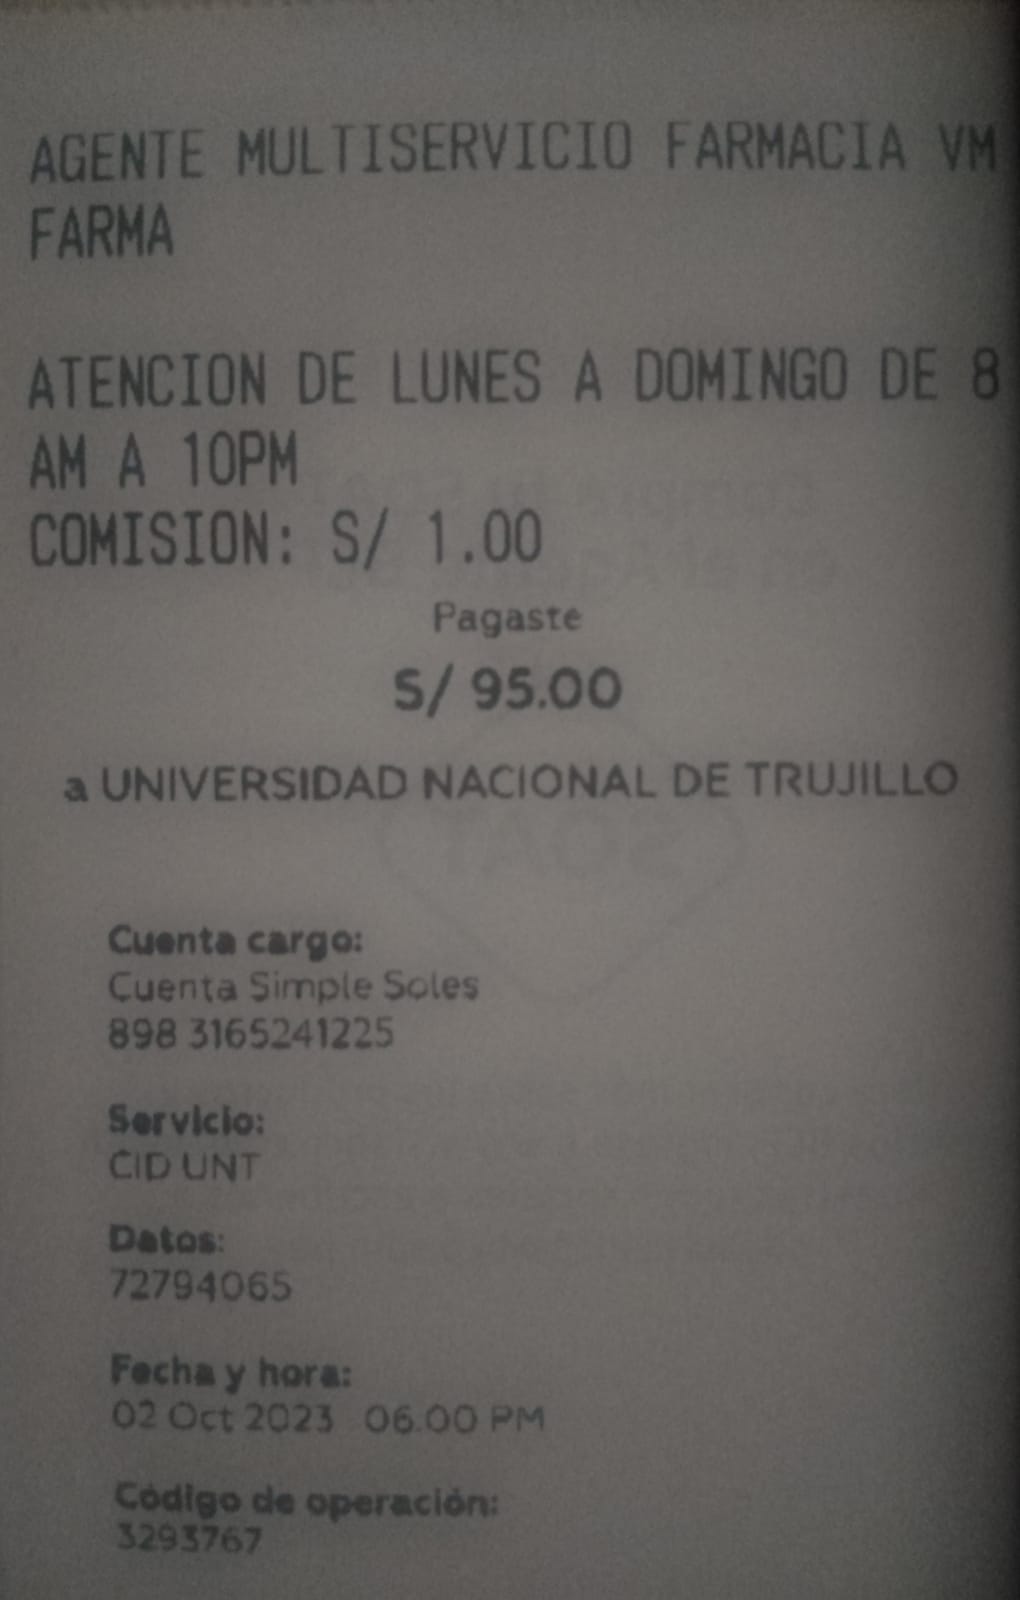 AGENTE MULTISERVICIO FARMACIA VM
FARMA
ATENCION DE LUNES A DOMINGO DE 8
AM A 10PM
COMISION: S/ 1.00
Pagaste
S/ 95.00
a UNIVERSIDAD NACIONAL DE TRUJILLO
Cuenta cargo:
Cuenta Simple Soles
898 3165241225
Servicio:
CID UNT
Datos:
72794065
Fecha y hora:
02 Oct 2023 06.00 PM
Código de operación:
3293767